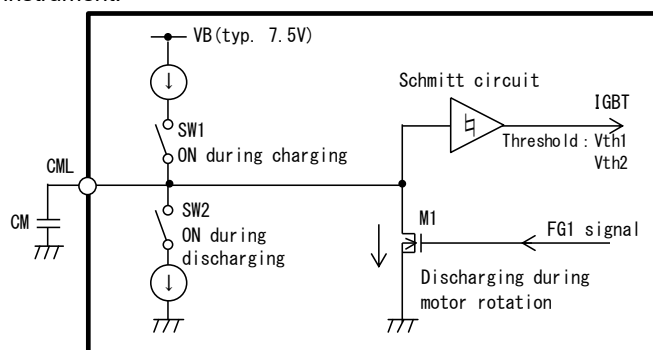 instrument.
VB(typ. 7.5V)
Schmitt circuit
IGBT
Threshold : Vth1
Vth2
SW1
ON during charging
CML
CM
SW2
ON during
discharging
M1
FG1 signal
Discharging during
motor rotation